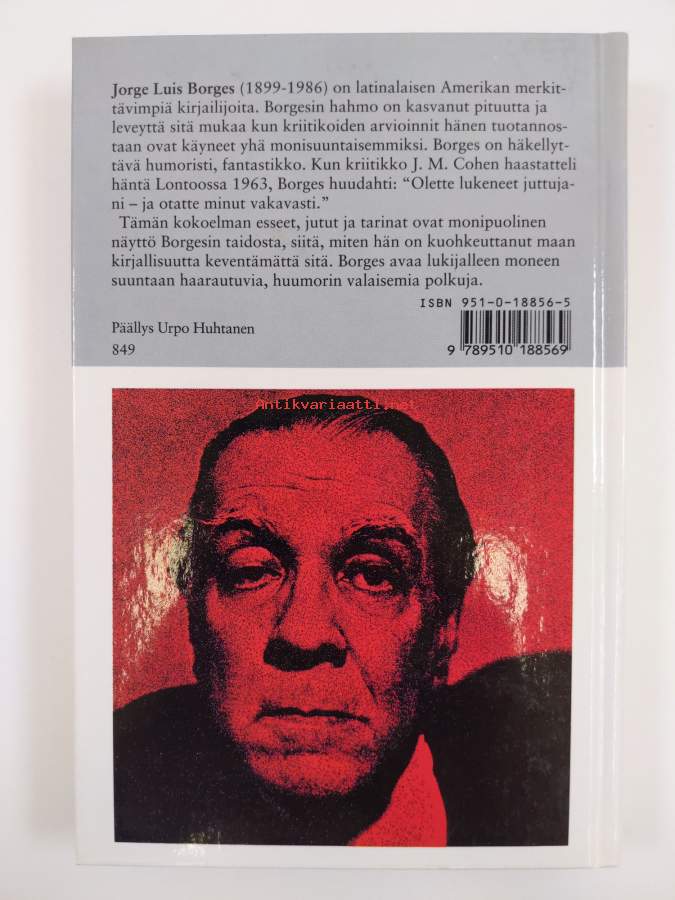 Jorge Luis Borges (1899-1986) on latinalaisen Amerikan merkit-
tävimpiä kirjailijoita. Borgesin hahmo on kasvanut pituutta ja
leveyttä sitä mukaa kun kriitikoiden arvioinnit hänen tuotannos-
taan ovat käyneet yhä monisuuntaisemmiksi. Borges on häkellyt-
tävä humoristi, fantastikko. Kun kriitikko J. M. Cohen haastatteli
häntä Lontoossa 1963, Borges huudahti: “Olette lukeneet juttuja-
ni – ja otatte minut vakavasti.”
Tämän kokoelman esseet, jutut ja tarinat ovat monipuolinen
näyttö Borgesin taidosta, siitä, miten hän on kuohkeuttanut maan
kirjallisuutta keventämättä sitä. Borges avaa lukijalleen moneen
suuntaan haarautuvia, huumorin valaisemia polkuja.
ISBN 951-0-18856-5
Päällys Urpo Huhtanen
849
9 789510 188569
Antikvariaatti.net